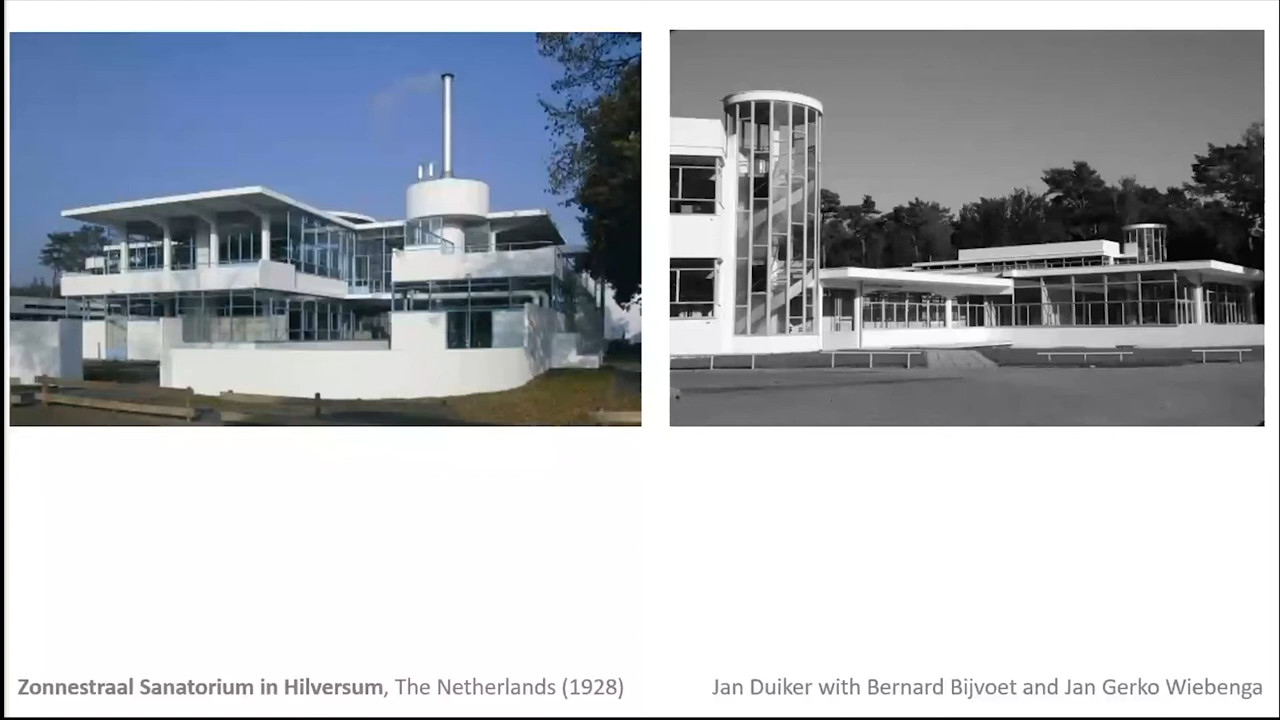 Zonnestraal Sanatorium in Hilversum, The Netherlands (1928)
Jan Duiker with Bernard Bijvoet and Jan Gerko Wiebenga